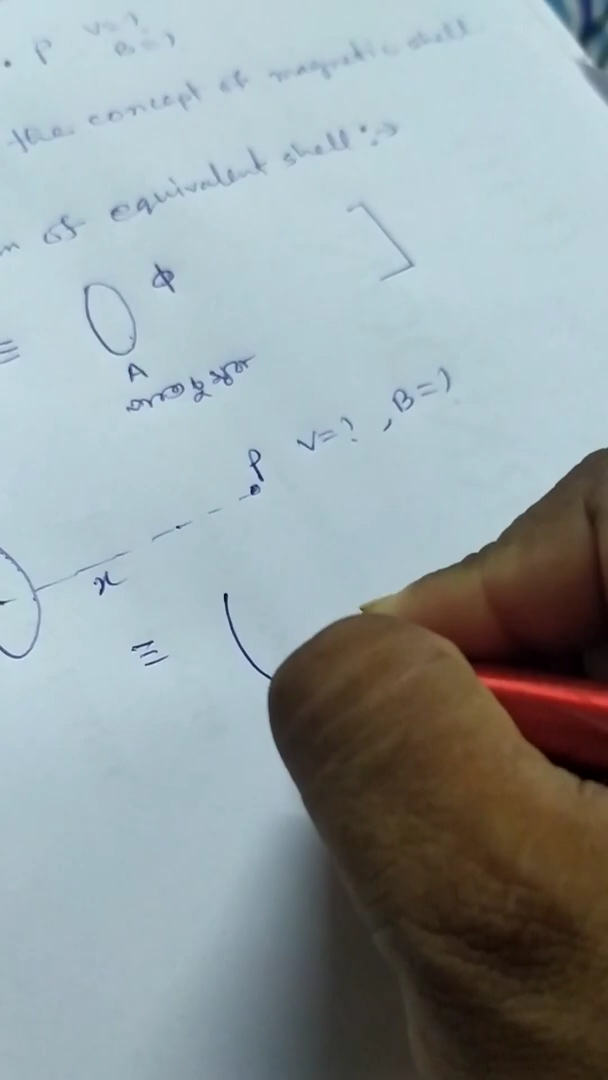 . P V=?
B=?
the concept of magnetic shell
m of equivalent shell :→
≡ Φ
A
P V=? , B=?
x
≡